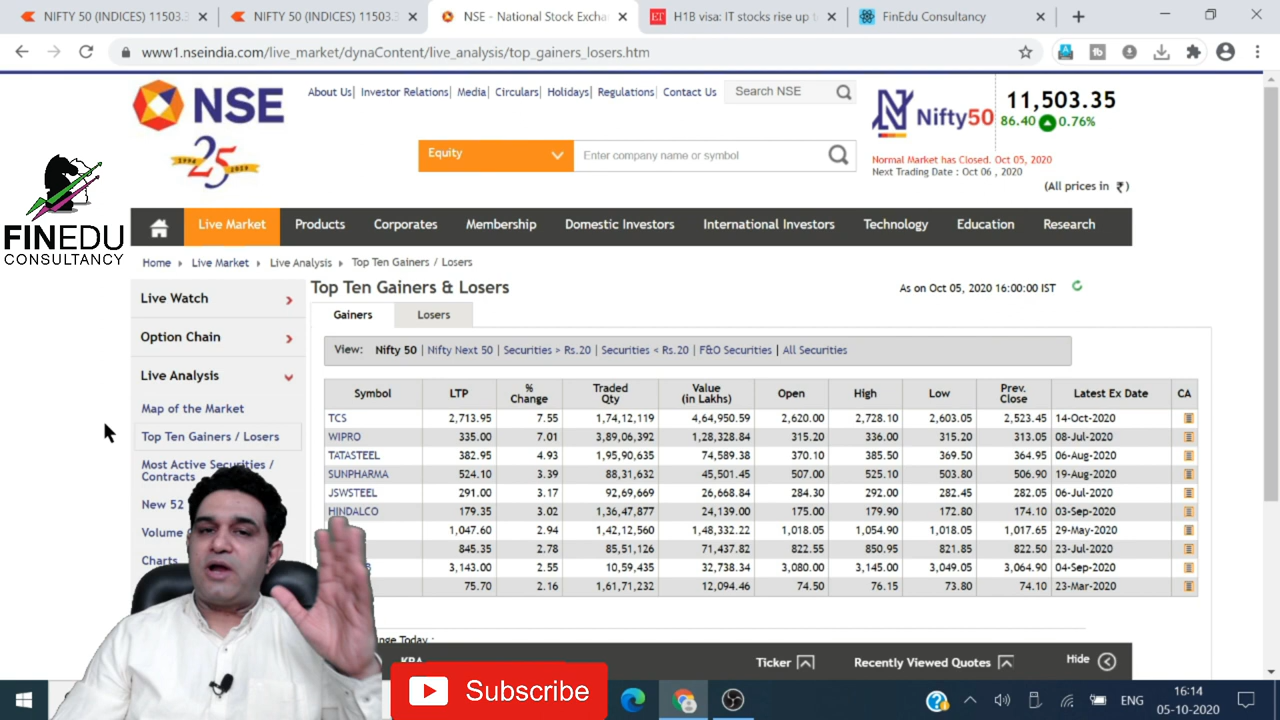 NIFTY 50 (INDICES) 11503.3
NIFTY 50 (INDICES) 11503.3
NSE - National Stock Exchan
ET
H1B visa: IT stocks rise up t
FinEdu Consultancy
www1.nseindia.com/live_market/dynaContent/live_analysis/top_gainers_losers.htm
NSE
25
About Us| Investor Relations| Media| Circulars| Holidays| Regulations| Contact Us
Search NSE
Nifty50
11,503.35
86.40 0.76%
Equity
Enter company name or symbol
Normal Market has Closed. Oct 05, 2020
Next Trading Date : Oct 06 , 2020
(All prices in ₹)
FINEDU
CONSULTANCY
Live Market Products Corporates Membership Domestic Investors International Investors Technology Education Research
Home Live Market Live Analysis Top Ten Gainers / Losers
Live Watch
Option Chain
Live Analysis
Map of the Market
Top Ten Gainers / Losers
Most Active Securities /
Contracts
New 52
Volume
Charts
Top Ten Gainers & Losers
As on Oct 05, 2020 16:00:00 IST
Gainers Losers
View: Nifty 50 | Nifty Next 50 | Securities > Rs.20 | Securities < Rs.20 | F&O Securities | All Securities
Symbol LTP % Change Traded Qty Value (in Lakhs) Open High Low Prev. Close Latest Ex Date CA
TCS 2,713.95 7.55 1,74,12,119 4,64,950.59 2,620.00 2,728.10 2,603.05 2,523.45 14-Oct-2020
WIPRO 335.00 7.01 3,89,06,392 1,28,328.84 315.20 336.00 315.20 313.05 08-Jul-2020
TATASTEEL 382.95 4.93 1,95,90,635 74,589.38 370.10 385.50 369.50 364.95 06-Aug-2020
SUNPHARMA 524.10 3.39 88,31,632 45,501.45 507.00 525.10 503.80 506.90 19-Aug-2020
JSWSTEEL 291.00 3.17 92,69,669 26,668.84 284.30 292.00 282.45 282.05 06-Jul-2020
HINDALCO 179.35 3.02 1,36,47,877 24,139.00 175.00 179.90 172.80 174.10 03-Sep-2020
1,047.60 2.94 1,42,12,560 1,48,332.22 1,018.05 1,054.90 1,018.05 1,017.65 29-May-2020
845.35 2.78 85,51,126 71,437.82 822.55 850.95 821.85 822.50 23-Jul-2020
3,143.00 2.55 10,59,435 32,738.34 3,080.00 3,145.00 3,049.05 3,064.90 04-Sep-2020
75.70 2.16 1,61,71,232 12,094.46 74.50 76.15 73.80 74.10 23-Mar-2020
nge Today :
Ticker Recently Viewed Quotes Hide
Subscribe
ENG
16:14
05-10-2020